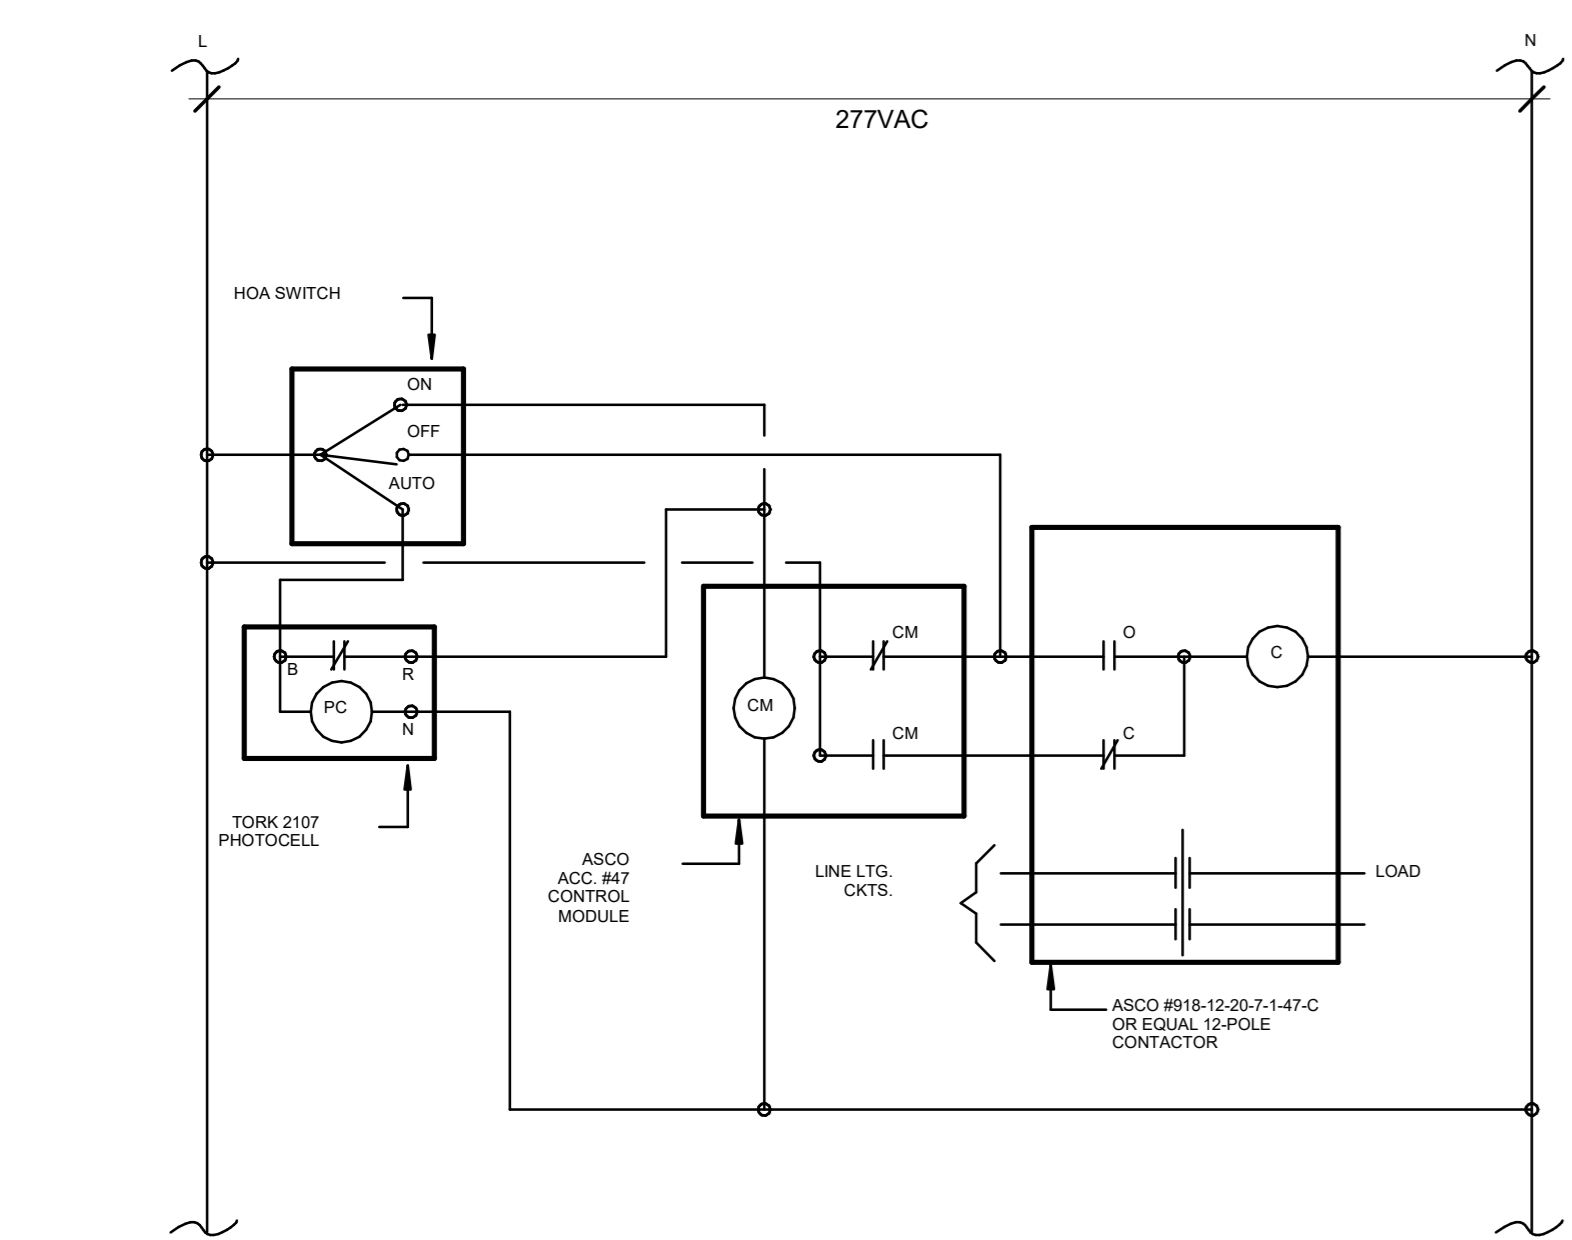 L
N
277VAC
HOA SWITCH
ON
OFF
AUTO
B
R
PC
N
TORK 2107
PHOTOCELL
CM
CM
CM
O
C
C
ASCO
ACC. #47
CONTROL
MODULE
LINE LTG.
CKTS.
LOAD
ASCO #918-12-20-7-1-47-C
OR EQUAL 12-POLE
CONTACTOR